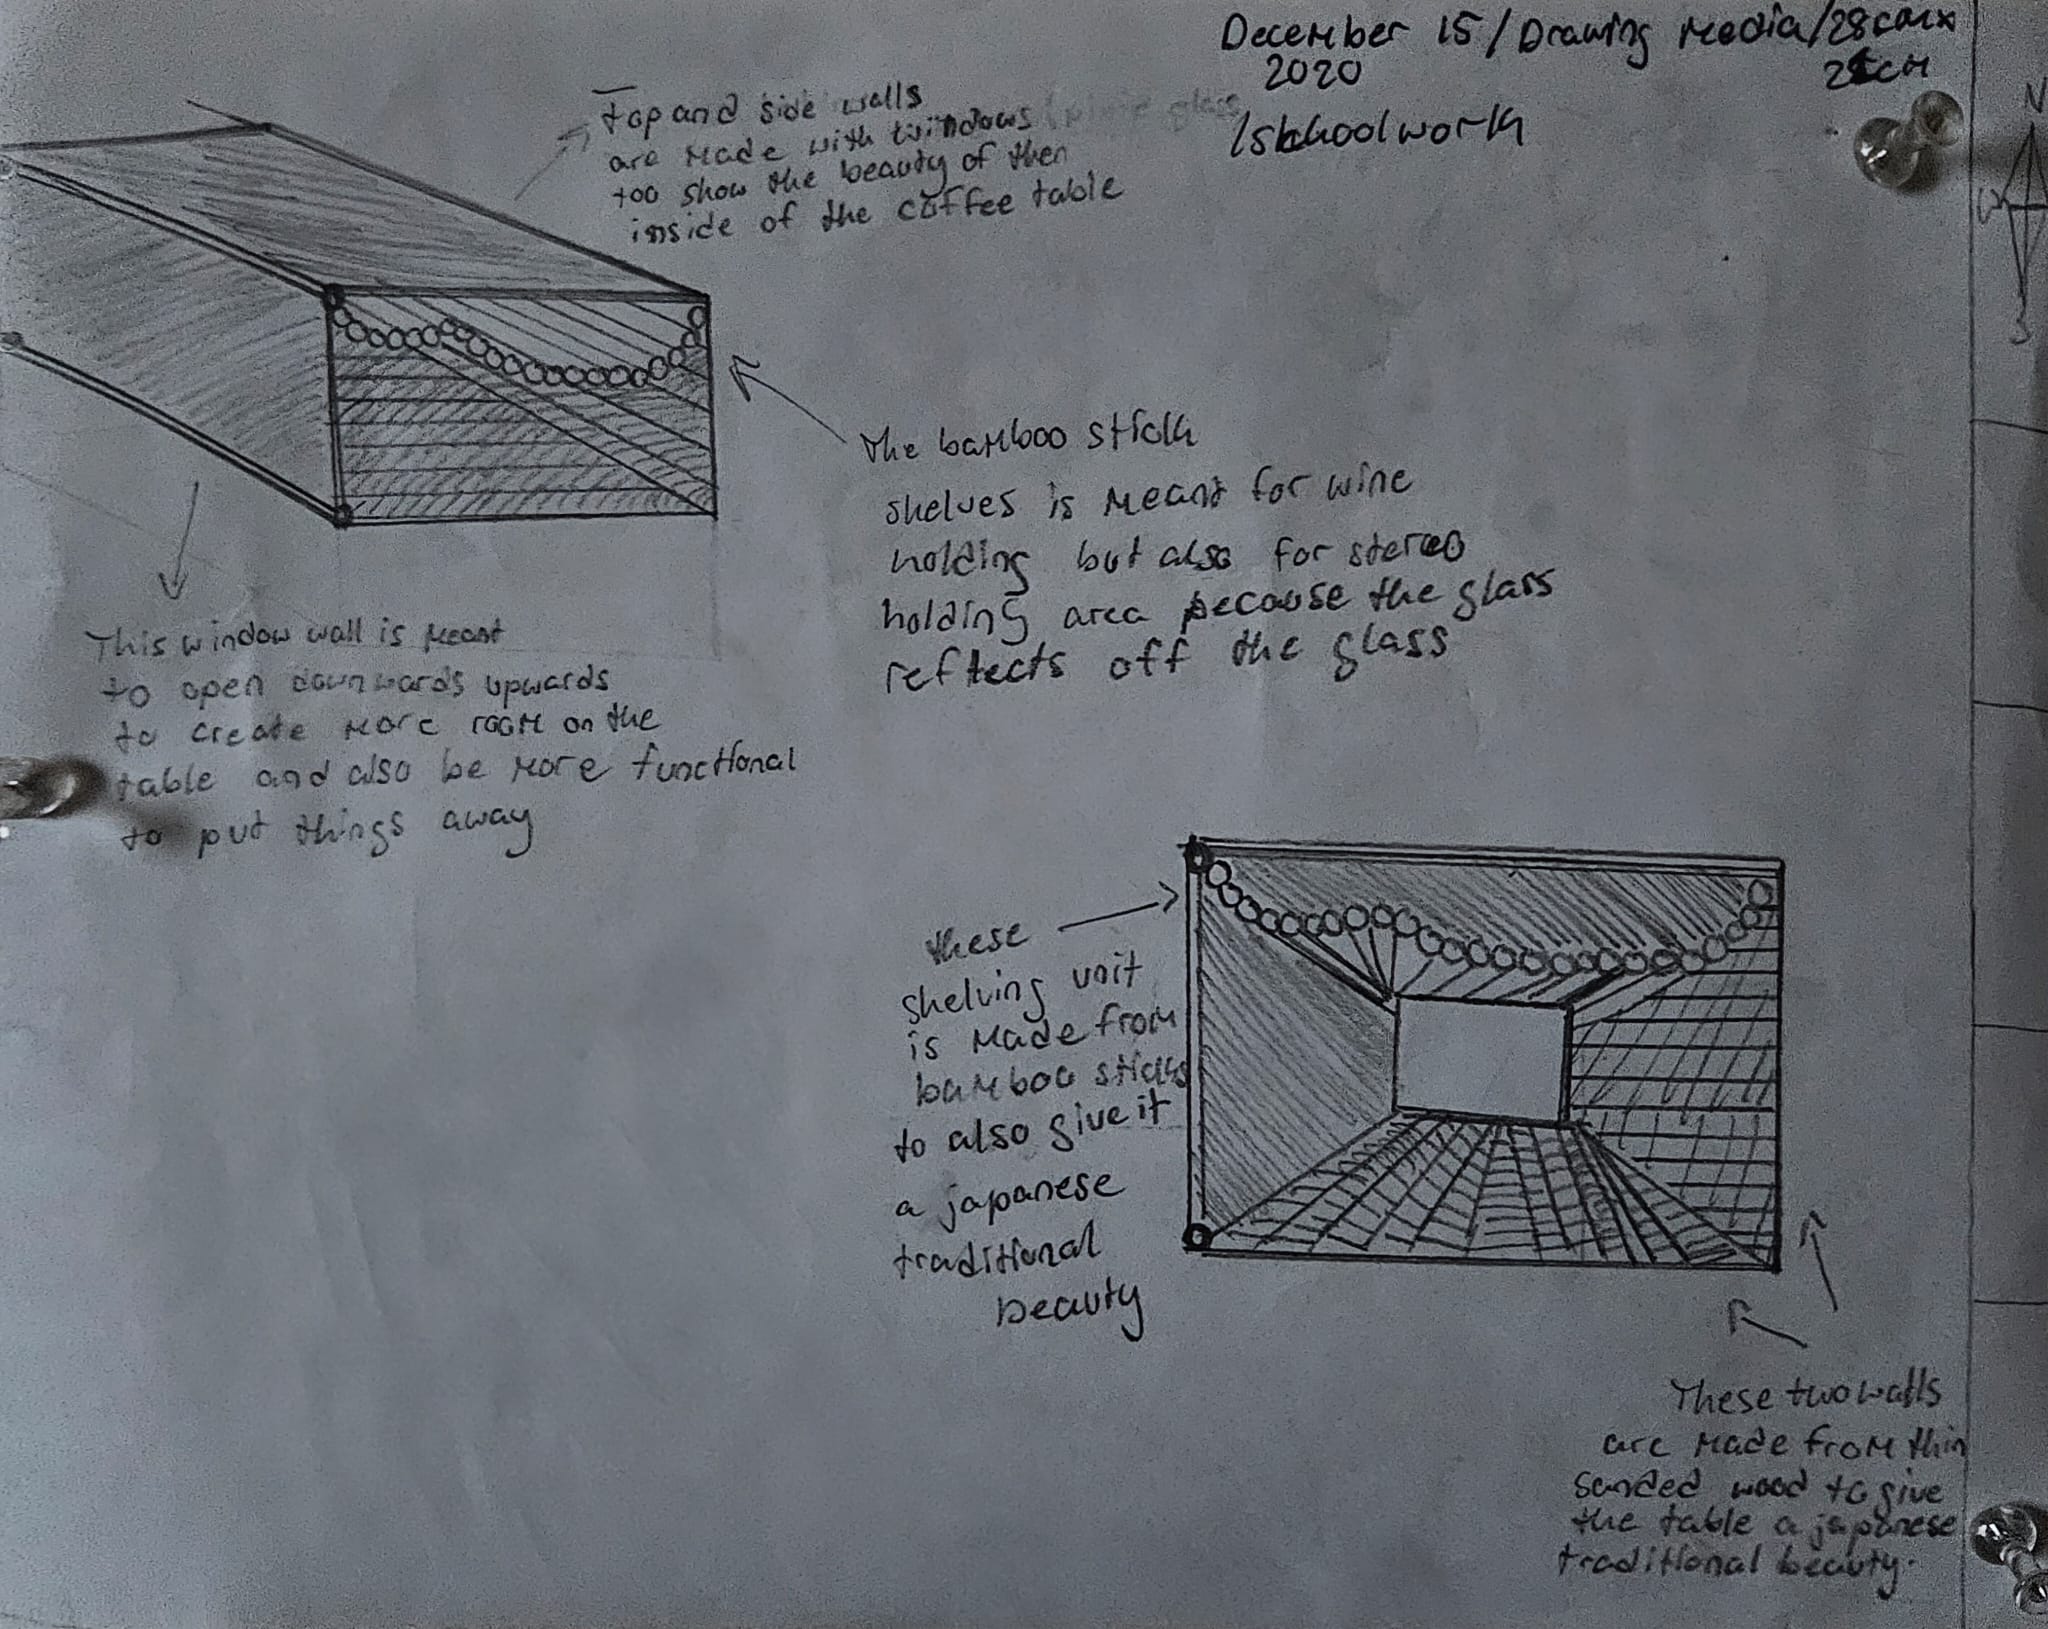 December 15/Drawing Media/28cmx
2020
cm
/schoolwork
top and side walls
are made with windows
too show the beauty of then
inside of the coffee table
N
W
S
The bamboo stick
shelves is meant for wine
holding but also for stereo
holding area because the glass
reflects off the glass
This window wall is meant
to open downwards upwards
to create more room on the
table and also be more functional
to put things away
these
shelving unit
is made from
bamboo sticks
to also give it
a japanese
traditional
beauty
These two walls
are made from thin
sanded wood to give
the table a japanese
traditional beauty.